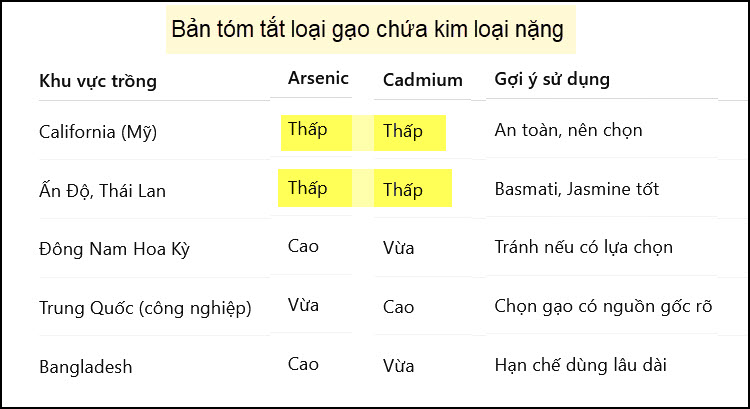 Bản tóm tắt loại gạo chứa kim loại nặng
Khu vực trồng Arsenic Cadmium Gợi ý sử dụng
California (Mỹ) Thấp Thấp An toàn, nên chọn
Ấn Độ, Thái Lan Thấp Thấp Basmati, Jasmine tốt
Đông Nam Hoa Kỳ Cao Vừa Tránh nếu có lựa chọn
Trung Quốc (công nghiệp) Vừa Cao Chọn gạo có nguồn gốc rõ
Bangladesh Cao Vừa Hạn chế dùng lâu dài